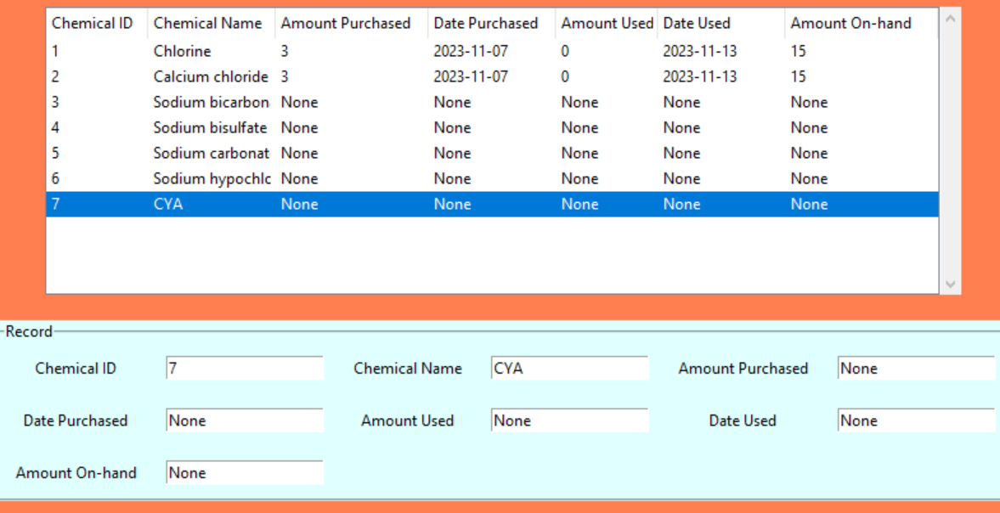 Chemical ID Chemical Name Amount Purchased Date Purchased Amount Used Date Used Amount On-hand
1 Chlorine 3 2023-11-07 0 2023-11-13 15
2 Calcium chloride 3 2023-11-07 0 2023-11-13 15
3 Sodium bicarbon None None None None None
4 Sodium bisulfate None None None None None
5 Sodium carbonat None None None None None
6 Sodium hypochlc None None None None None
7 CYA None None None None None
Record
Chemical ID 7 Chemical Name CYA Amount Purchased None
Date Purchased None Amount Used None Date Used None
Amount On-hand None